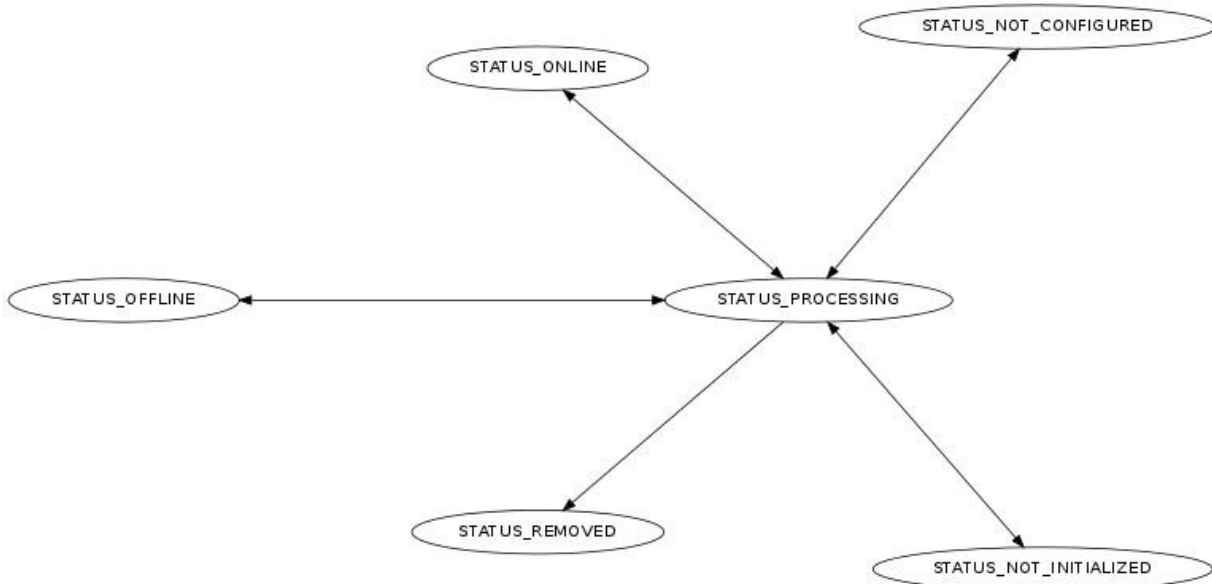 STATUS_NOT_CONFIGURED
STATUS_ONLINE
STATUS_OFFLINE
STATUS_PROCESSING
STATUS_REMOVED
STATUS_NOT_INITIALIZED